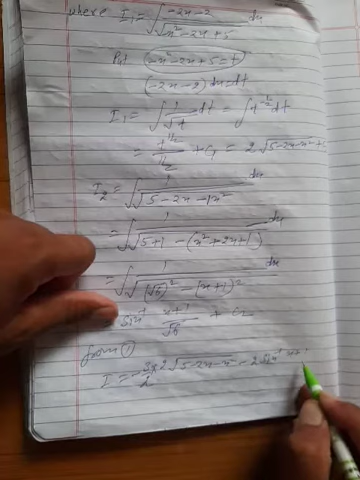 where I₁ = ∫ (-2x-2)/√(-x²-2x+5) dx
Put -x²-2x+5 = t
(-2x-2)dx = dt
I₁ = ∫ 1/√t dt = ∫ t^(-1/2) dt
= t^(1/2)/(1/2) + C₁ = 2√(5-2x-x²) +
I₂ = ∫ 1/√(5-2x-x²) dx
= ∫ 1/√(5+1-(x²+2x+1)) dx
= ∫ 1/√((√6)²-(x+1)²) dx
= Sin⁻¹ (x+1)/√6 + C₂
from ①
I = -5/2 × 2√(5-2x-x²) - 2 Sin⁻¹